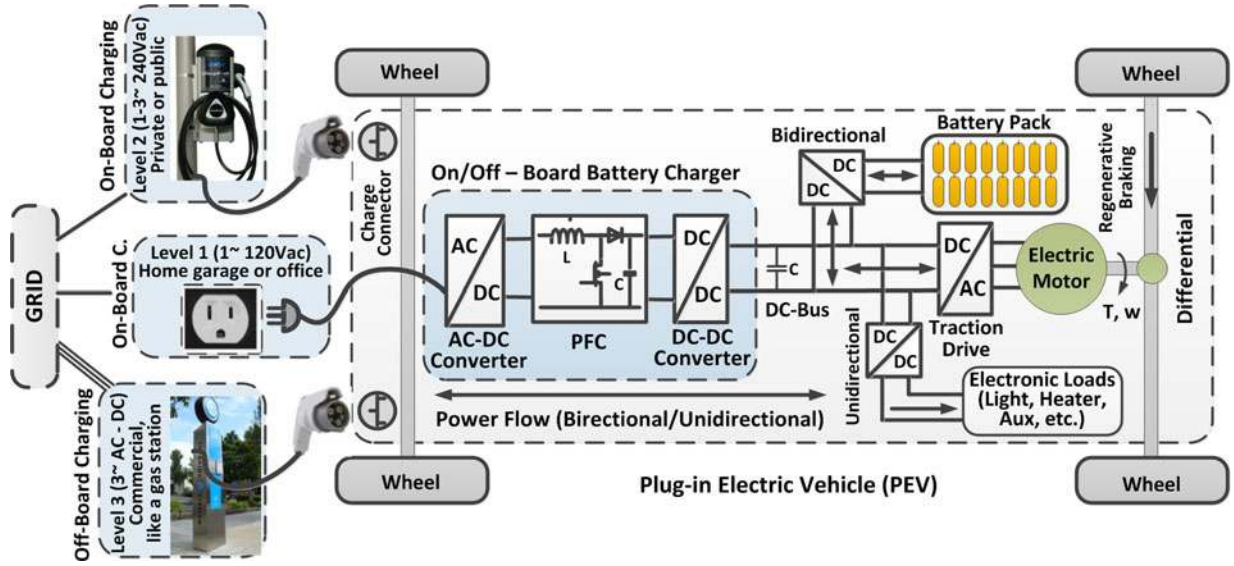 On-Board Charging
Level 2 (1-3~ 240Vac)
Private or public
GRID
On-Board C.
Level 1 (1~ 120Vac)
Home garage or office
Off-Board Charging
Level 3 (3~ AC - DC)
Commercial,
like a gas station
Wheel
Wheel
Charge
Connector
On/Off – Board Battery Charger
AC
DC
AC-DC
Converter
L
C
PFC
DC
DC
DC-DC
Converter
C
DC-Bus
Bidirectional
DC
DC
Battery Pack
Regenerative
Braking
DC
AC
Traction
Drive
Electric
Motor
T, w
Differential
Unidirectional
DC
DC
Electronic Loads
(Light, Heater,
Aux, etc.)
Power Flow (Birectional/Unidirectional)
Wheel
Wheel
Plug-in Electric Vehicle (PEV)